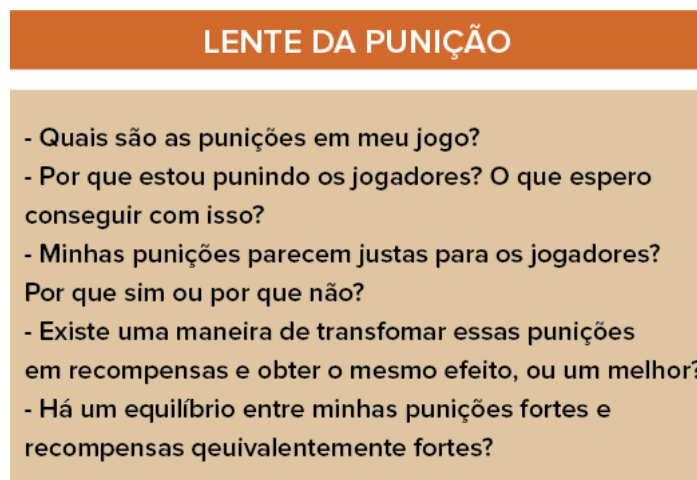 LENTE DA PUNIÇÃO
- Quais são as punições em meu jogo?
- Por que estou punindo os jogadores? O que espero
conseguir com isso?
- Minhas punições parecem justas para os jogadores?
Por que sim ou por que não?
- Existe uma maneira de transfomar essas punições
em recompensas e obter o mesmo efeito, ou um melhor?
- Há um equilíbrio entre minhas punições fortes e
recompensas qeuivalentemente fortes?